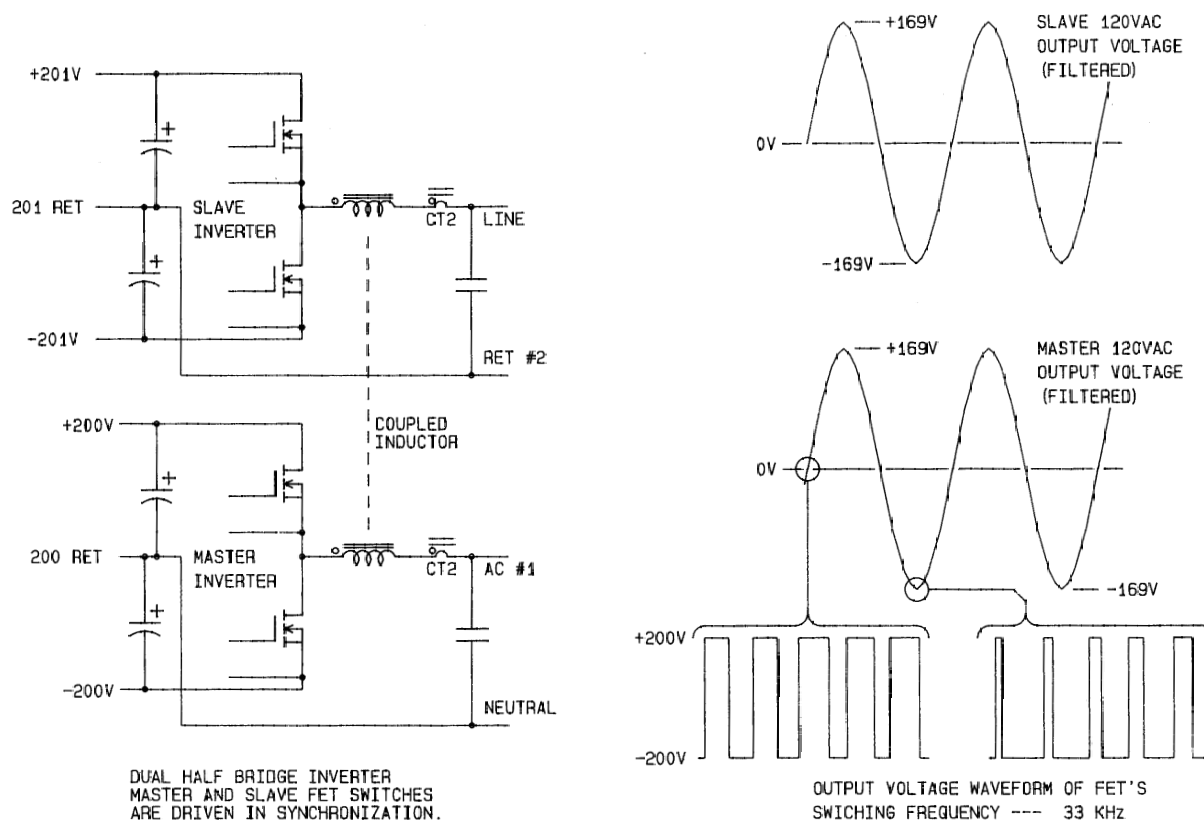 +201V
201 RET
SLAVE
INVERTER
-201V
CT2
LINE
RET #2
COUPLED
INDUCTOR
+200V
200 RET
MASTER
INVERTER
-200V
CT2
AC #1
NEUTRAL
DUAL HALF BRIDGE INVERTER
MASTER AND SLAVE FET SWITCHES
ARE DRIVEN IN SYNCHRONIZATION.
+169V
SLAVE 120VAC
OUTPUT VOLTAGE
(FILTERED)
0V
-169V
+169V
MASTER 120VAC
OUTPUT VOLTAGE
(FILTERED)
0V
-169V
+200V
-200V
OUTPUT VOLTAGE WAVEFORM OF FET'S
SWICHING FREQUENCY --- 33 KHz